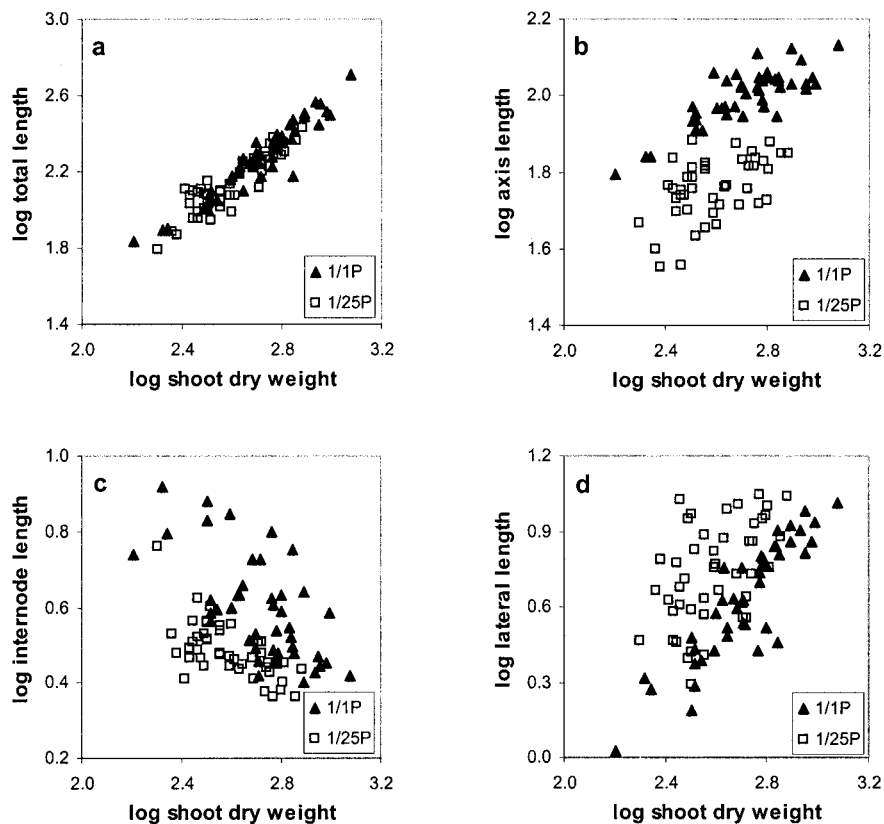 a
3.0
2.6
2.2
1.8
1.4
log total length
▲ 1/1P
□ 1/25P
2.0 2.4 2.8 3.2
log shoot dry weight
b
2.2
2.0
1.8
1.6
1.4
log axis length
▲ 1/1P
□ 1/25P
2.0 2.4 2.8 3.2
log shoot dry weight
c
1.0
0.8
0.6
0.4
0.2
log internode length
▲ 1/1P
□ 1/25P
2.0 2.4 2.8 3.2
log shoot dry weight
d
1.2
0.9
0.6
0.3
0.0
log lateral length
▲ 1/1P
□ 1/25P
2.0 2.4 2.8 3.2
log shoot dry weight